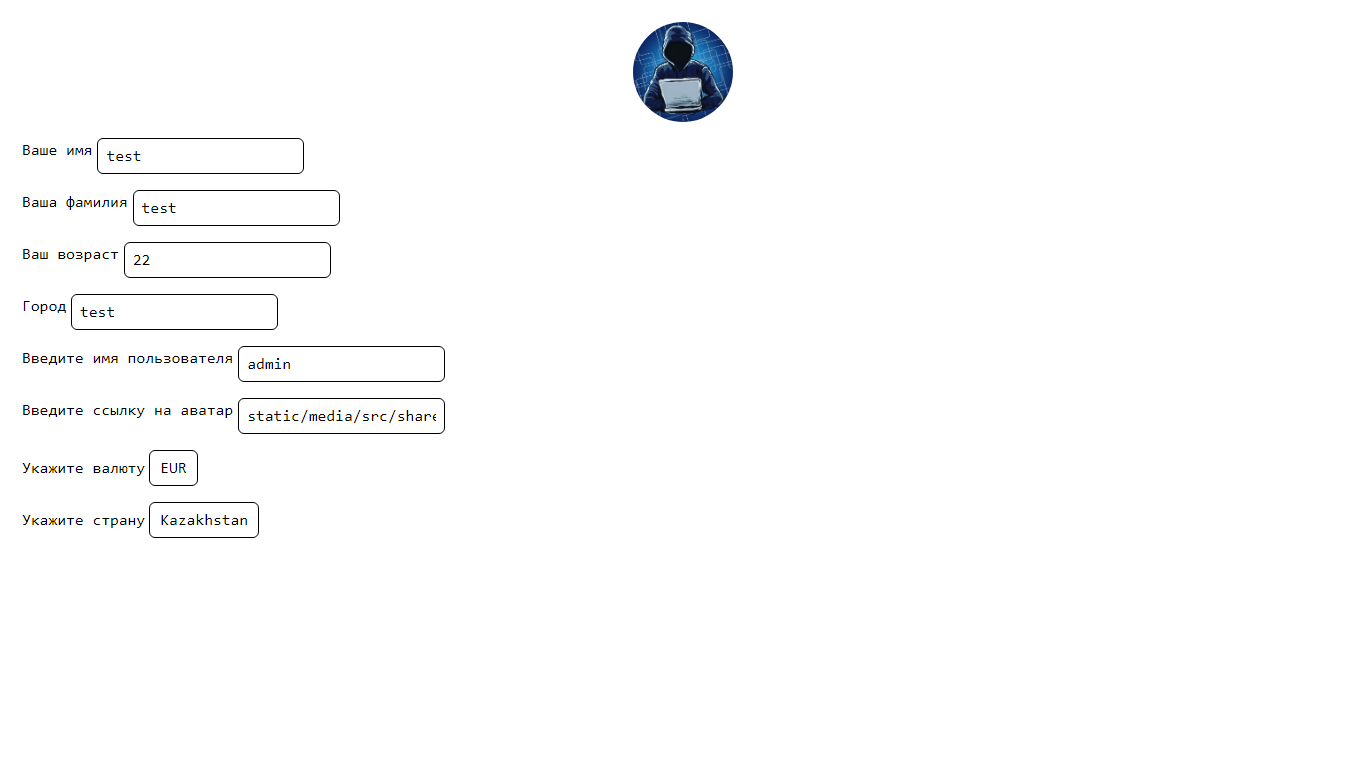 Ваше имя test
Ваша фамилия test
Ваш возраст 22
Город test
Введите имя пользователя admin
Введите ссылку на аватар static/media/src/share
Укажите валюту EUR
Укажите страну Kazakhstan